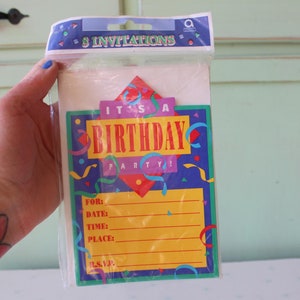 8 INVITATIONS
IT'S A
BIRTHDAY
PARTY!
FOR:
DATE:
TIME:
PLACE:
R.S.V.P.